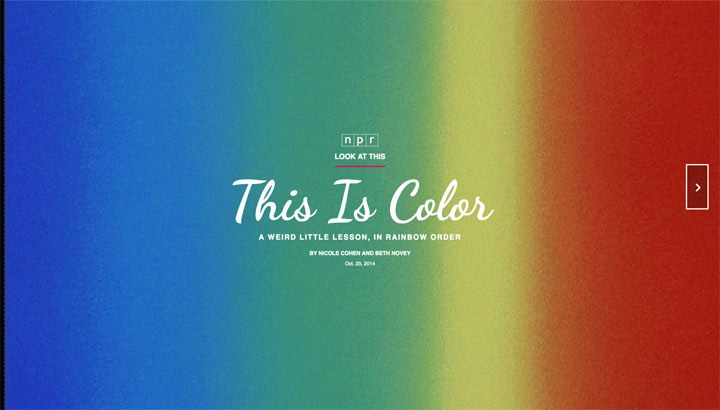 npr
LOOK AT THIS
This Is Color
A WEIRD LITTLE LESSON, IN RAINBOW ORDER
BY NICOLE COHEN AND BETH NOVEY
Oct. 23, 2014